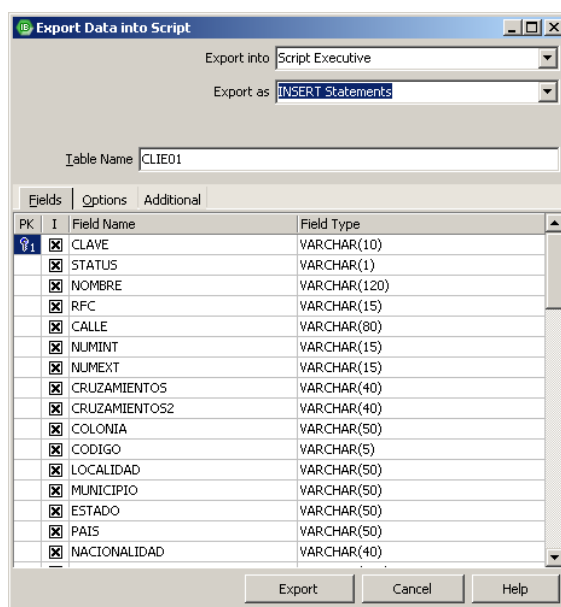 Export Data into Script
Export into Script Executive
Export as INSERT Statements
Table Name CLIE01
Fields Options Additional
PK I Field Name Field Type
1 CLAVE VARCHAR(10)
STATUS VARCHAR(1)
NOMBRE VARCHAR(120)
RFC VARCHAR(15)
CALLE VARCHAR(80)
NUMINT VARCHAR(15)
NUMEXT VARCHAR(15)
CRUZAMIENTOS VARCHAR(40)
CRUZAMIENTOS2 VARCHAR(40)
COLONIA VARCHAR(50)
CODIGO VARCHAR(5)
LOCALIDAD VARCHAR(50)
MUNICIPIO VARCHAR(50)
ESTADO VARCHAR(50)
PAIS VARCHAR(50)
NACIONALIDAD VARCHAR(40)
Export Cancel Help